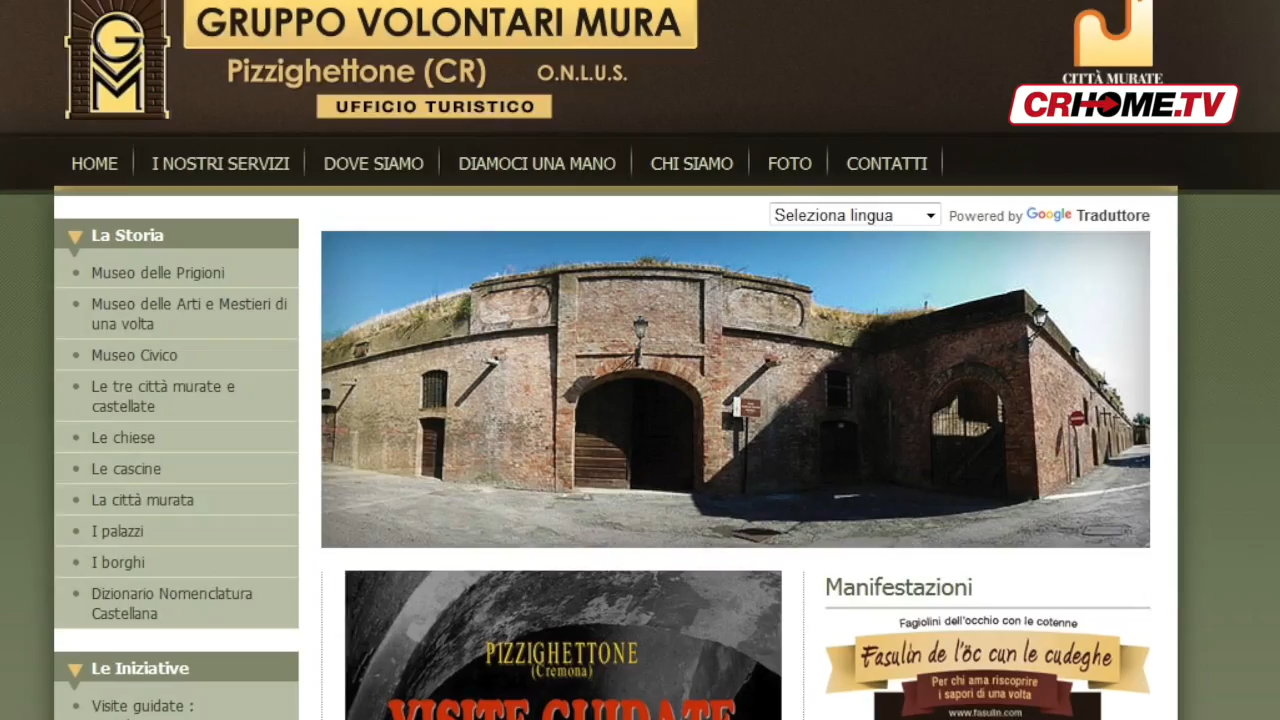 GVM
GRUPPO VOLONTARI MURA
Pizzighettone (CR) O.N.L.U.S.
UFFICIO TURISTICO
CITTÀ MURATE
CRHOME.TV
HOME
I NOSTRI SERVIZI
DOVE SIAMO
DIAMOCI UNA MANO
CHI SIAMO
FOTO
CONTATTI
Seleziona lingua
Powered by Google Traduttore
La Storia
Museo delle Prigioni
Museo delle Arti e Mestieri di
una volta
Museo Civico
Le tre città murate e
castellate
Le chiese
Le cascine
La città murata
I palazzi
I borghi
Dizionario Nomenclatura
Castellana
Le Iniziative
Visite guidate :
PIZZIGHETTONE
(Cremona)
VISITE GUIDATE
Manifestazioni
Fagiolini dell'occhio con le cotenne
Fasulin de l'öc cun le cudeghe
Per chi ama riscoprire
i sapori di una volta
www.fasulin.com